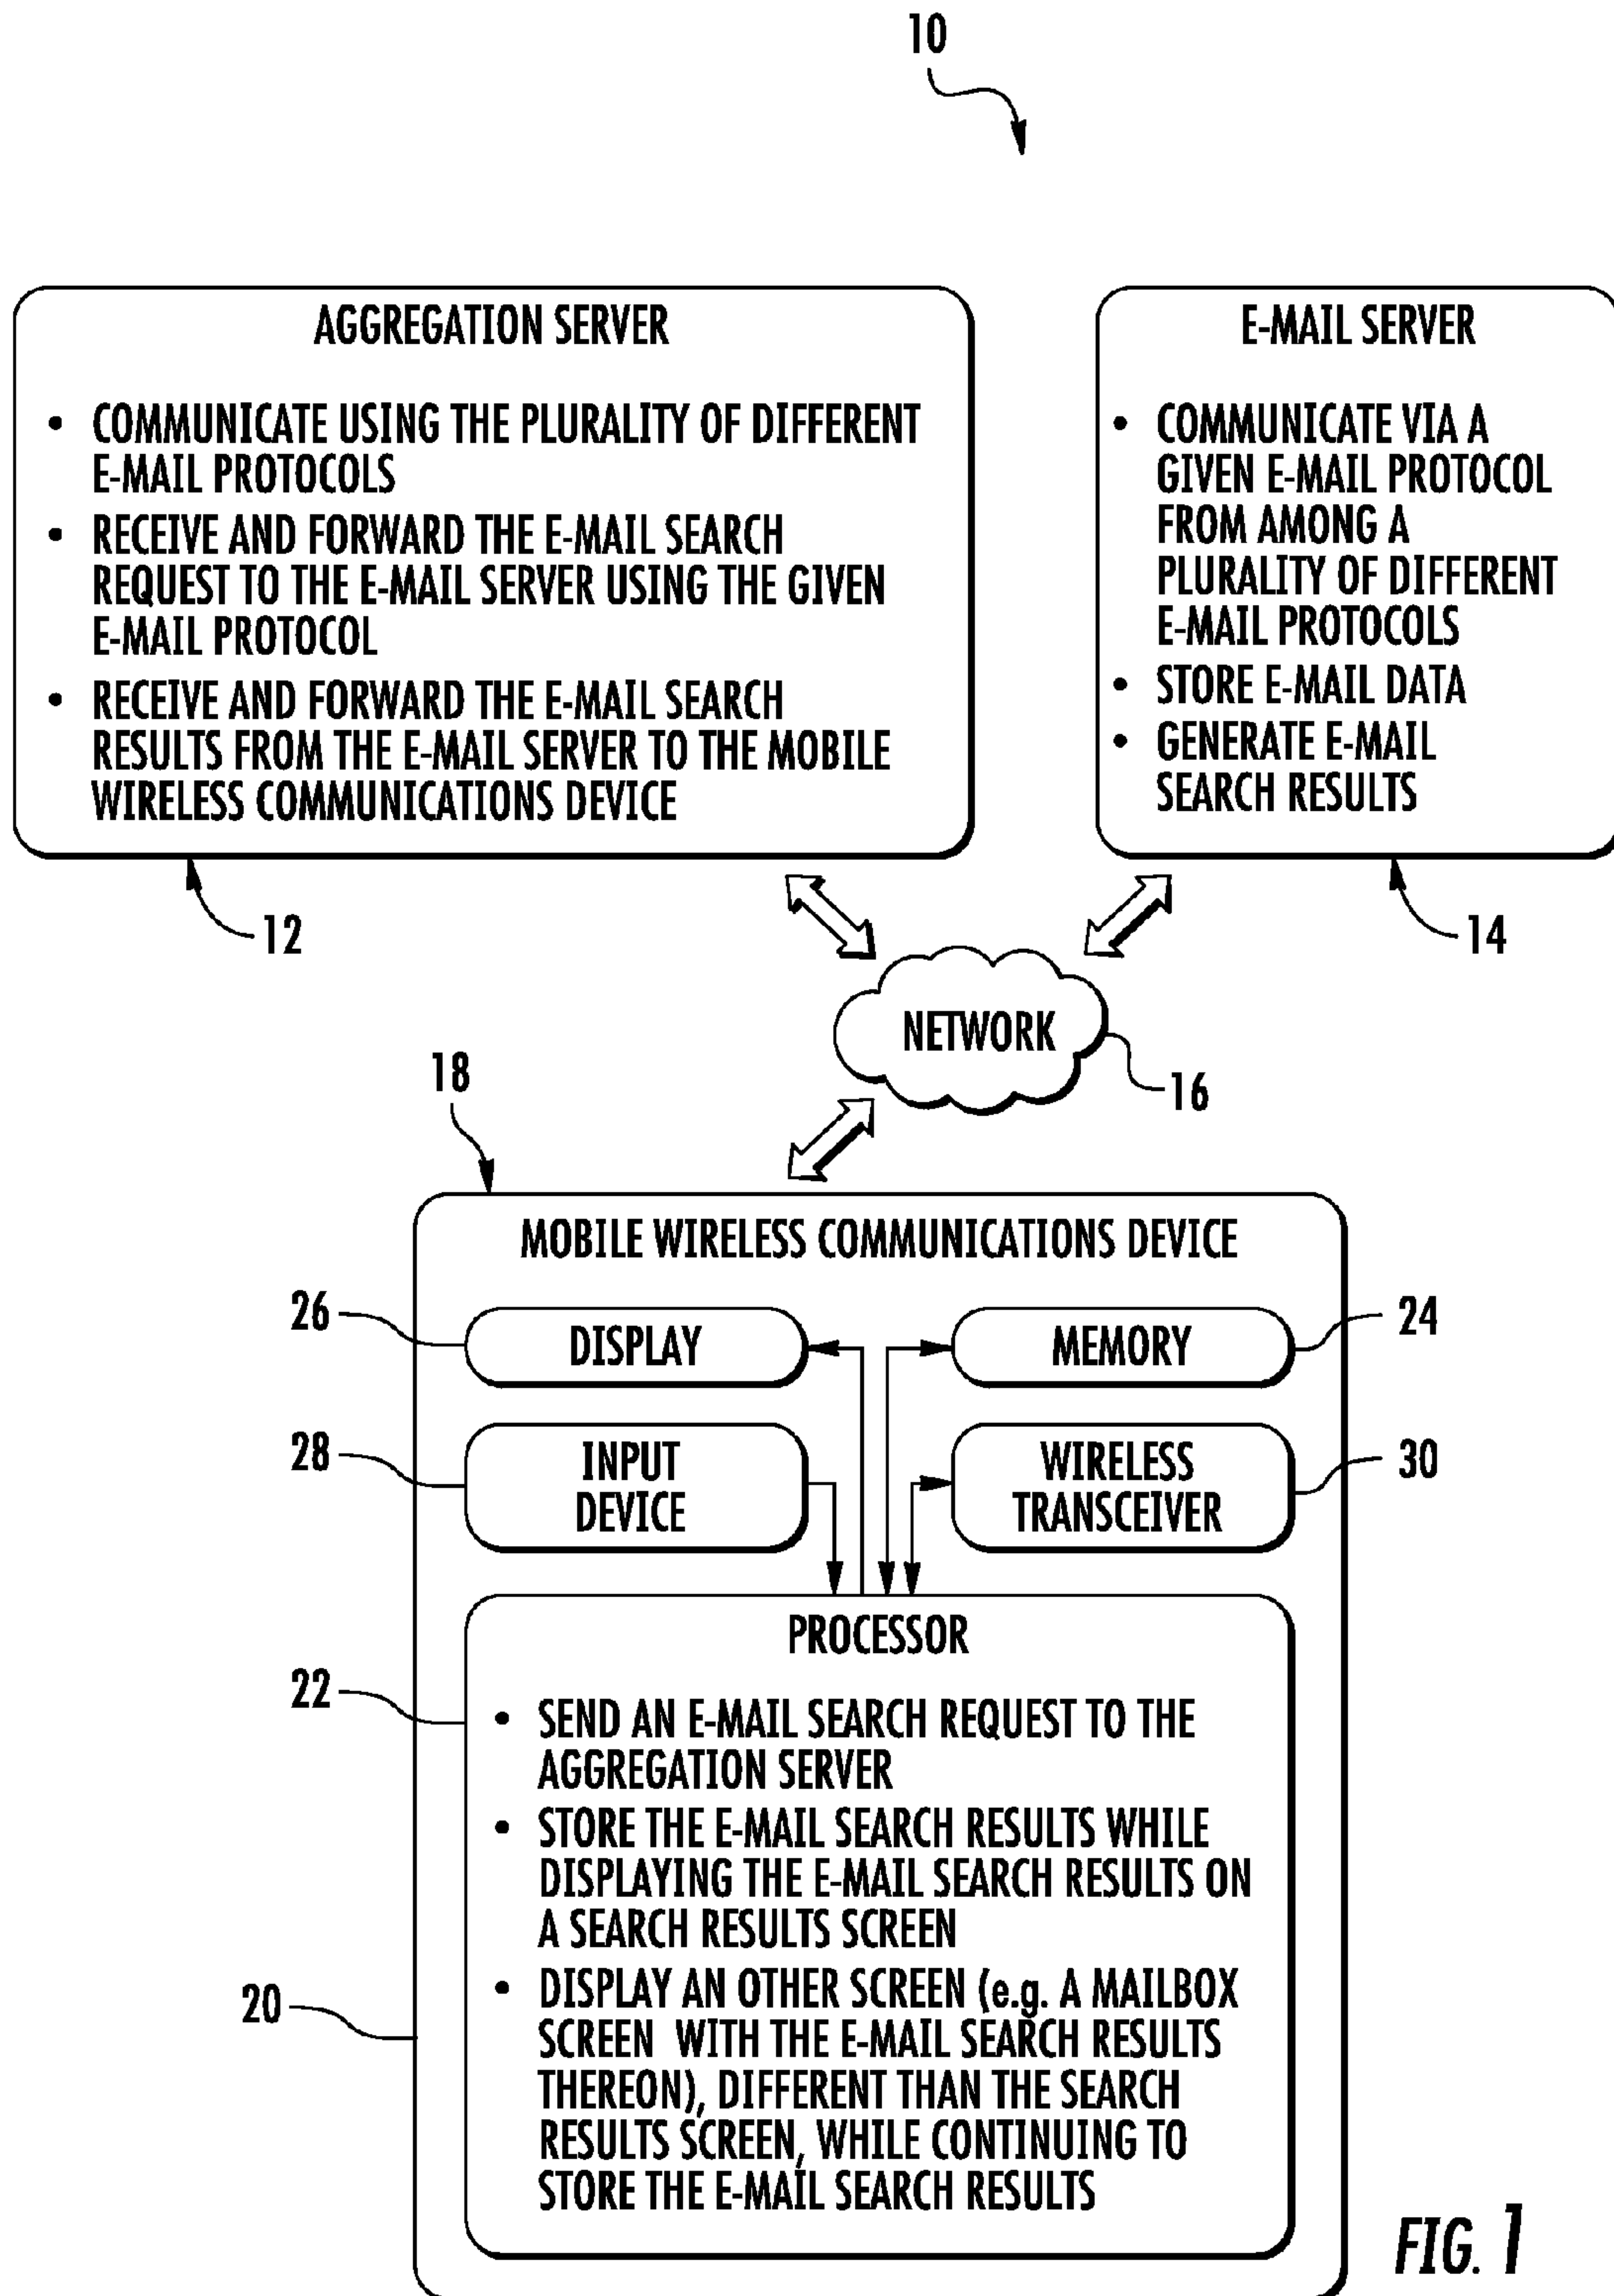 10
AGGREGATION SERVER
• COMMUNICATE USING THE PLURALITY OF DIFFERENT
E-MAIL PROTOCOLS
• RECEIVE AND FORWARD THE E-MAIL SEARCH
REQUEST TO THE E-MAIL SERVER USING THE GIVEN
E-MAIL PROTOCOL
• RECEIVE AND FORWARD THE E-MAIL SEARCH
RESULTS FROM THE E-MAIL SERVER TO THE MOBILE
WIRELESS COMMUNICATIONS DEVICE
12
E-MAIL SERVER
• COMMUNICATE VIA A
GIVEN E-MAIL PROTOCOL
FROM AMONG A
PLURALITY OF DIFFERENT
E-MAIL PROTOCOLS
• STORE E-MAIL DATA
• GENERATE E-MAIL
SEARCH RESULTS
14
NETWORK
16
18
MOBILE WIRELESS COMMUNICATIONS DEVICE
26
DISPLAY
MEMORY
24
28
INPUT
DEVICE
WIRELESS
TRANSCEIVER
30
PROCESSOR
22
• SEND AN E-MAIL SEARCH REQUEST TO THE
AGGREGATION SERVER
• STORE THE E-MAIL SEARCH RESULTS WHILE
DISPLAYING THE E-MAIL SEARCH RESULTS ON
A SEARCH RESULTS SCREEN
• DISPLAY AN OTHER SCREEN (e.g. A MAILBOX
SCREEN WITH THE E-MAIL SEARCH RESULTS
THEREON), DIFFERENT THAN THE SEARCH
RESULTS SCREEN, WHILE CONTINUING TO
STORE THE E-MAIL SEARCH RESULTS
20
FIG. 1